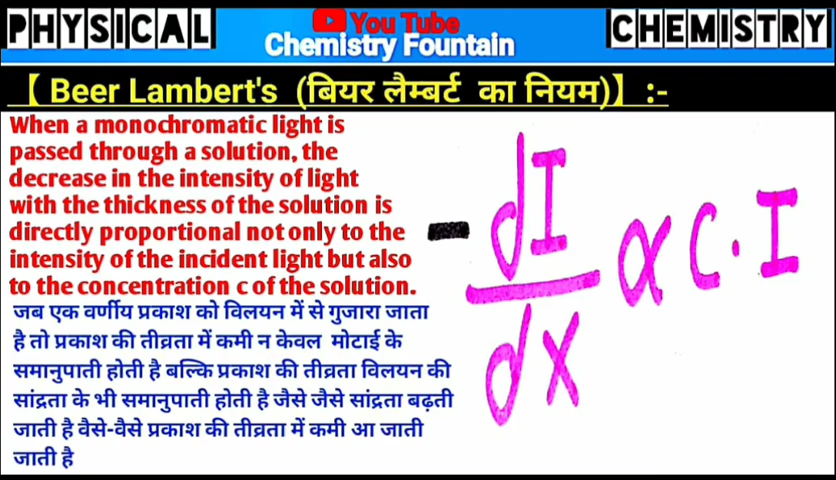 PHYSICAL
You Tube
Chemistry Fountain
CHEMISTRY
【 Beer Lambert's (बियर लैम्बर्ट का नियम)】 :-
When a monochromatic light is
passed through a solution, the
decrease in the intensity of light
with the thickness of the solution is
directly proportional not only to the
intensity of the incident light but also
to the concentration c of the solution.
जब एक वर्णीय प्रकाश को विलयन में से गुजारा जाता
है तो प्रकाश की तीव्रता में कमी न केवल मोटाई के
समानुपाती होती है बल्कि प्रकाश की तीव्रता विलयन की
सांद्रता के भी समानुपाती होती है जैसे जैसे सांद्रता बढ़ती
जाती है वैसे-वैसे प्रकाश की तीव्रता में कमी आ जाती
जाती है
- dI/dx ∝ c. I